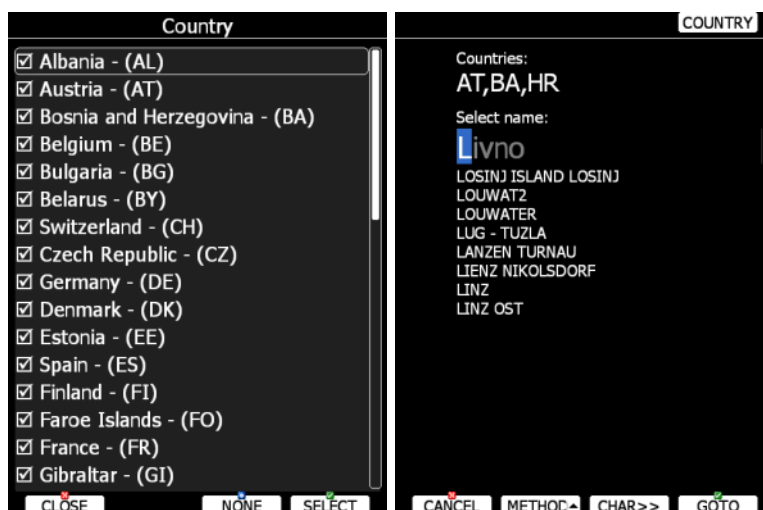 Country
Albania - (AL)
Austria - (AT)
Bosnia and Herzegovina - (BA)
Belgium - (BE)
Bulgaria - (BG)
Belarus - (BY)
Switzerland - (CH)
Czech Republic - (CZ)
Germany - (DE)
Denmark - (DK)
Estonia - (EE)
Spain - (ES)
Finland - (FI)
Faroe Islands - (FO)
France - (FR)
Gibraltar - (GI)
CLOSE NONE SELECT
COUNTRY
Countries:
AT,BA,HR
Select name:
Livno
LOSINJ ISLAND LOSINJ
LOUWAT2
LOUWATER
LUG - TUZLA
LANZEN TURNAU
LIENZ NIKOLSDORF
LINZ
LINZ OST
CANCEL METHOD CHAR>> GOTO